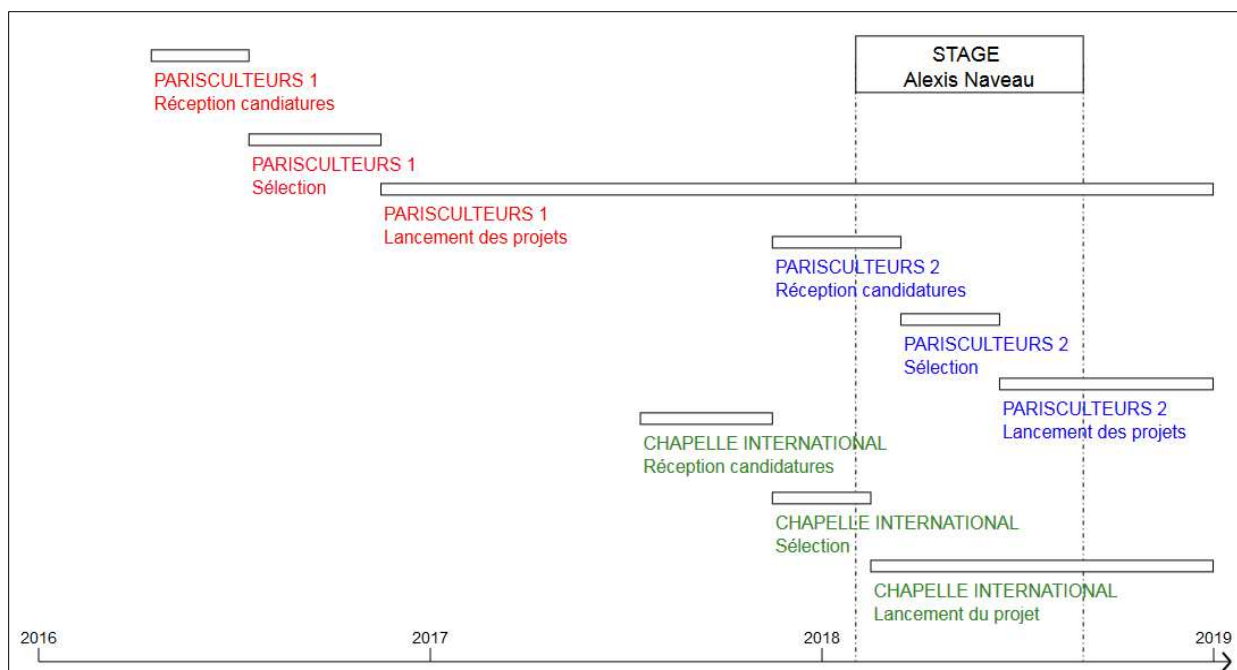 STAGE
Alexis Naveau
PARISCULTEURS 1
Réception candiatures
PARISCULTEURS 1
Sélection
PARISCULTEURS 1
Lancement des projets
PARISCULTEURS 2
Réception candidatures
PARISCULTEURS 2
Sélection
PARISCULTEURS 2
Lancement des projets
CHAPELLE INTERNATIONAL
Réception candidatures
CHAPELLE INTERNATIONAL
Sélection
CHAPELLE INTERNATIONAL
Lancement du projet
2016 2017 2018 2019